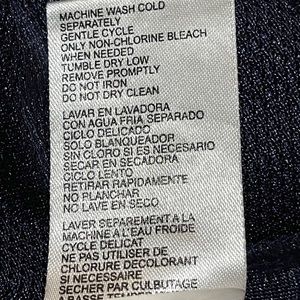 MACHINE WASH COLD
SEPARATELY
GENTLE CYCLE
ONLY NON-CHLORINE BLEACH
WHEN NEEDED
TUMBLE DRY LOW
REMOVE PROMPTLY
DO NOT IRON
DO NOT DRY CLEAN
LAVAR EN LAVADORA
CON AGUA FRIA SEPARADO
CICLO DELICADO
SOLO BLANQUEADOR
SIN CLORO SI ES NECESARIO
SECAR EN SECADORA
CICLO LENTO
RETIRAR RAPIDAMENTE
NO PLANCHAR
NO LAVE EN SECO
LAVER SEPAREMENT A LA
MACHINE A L'EAU FROIDE
CYCLE DELICAT
NE PAS UTILISER DE
CHLORURE DECOLORANT
SI NECESSAIRE
SECHER PAR CULBUTAGE